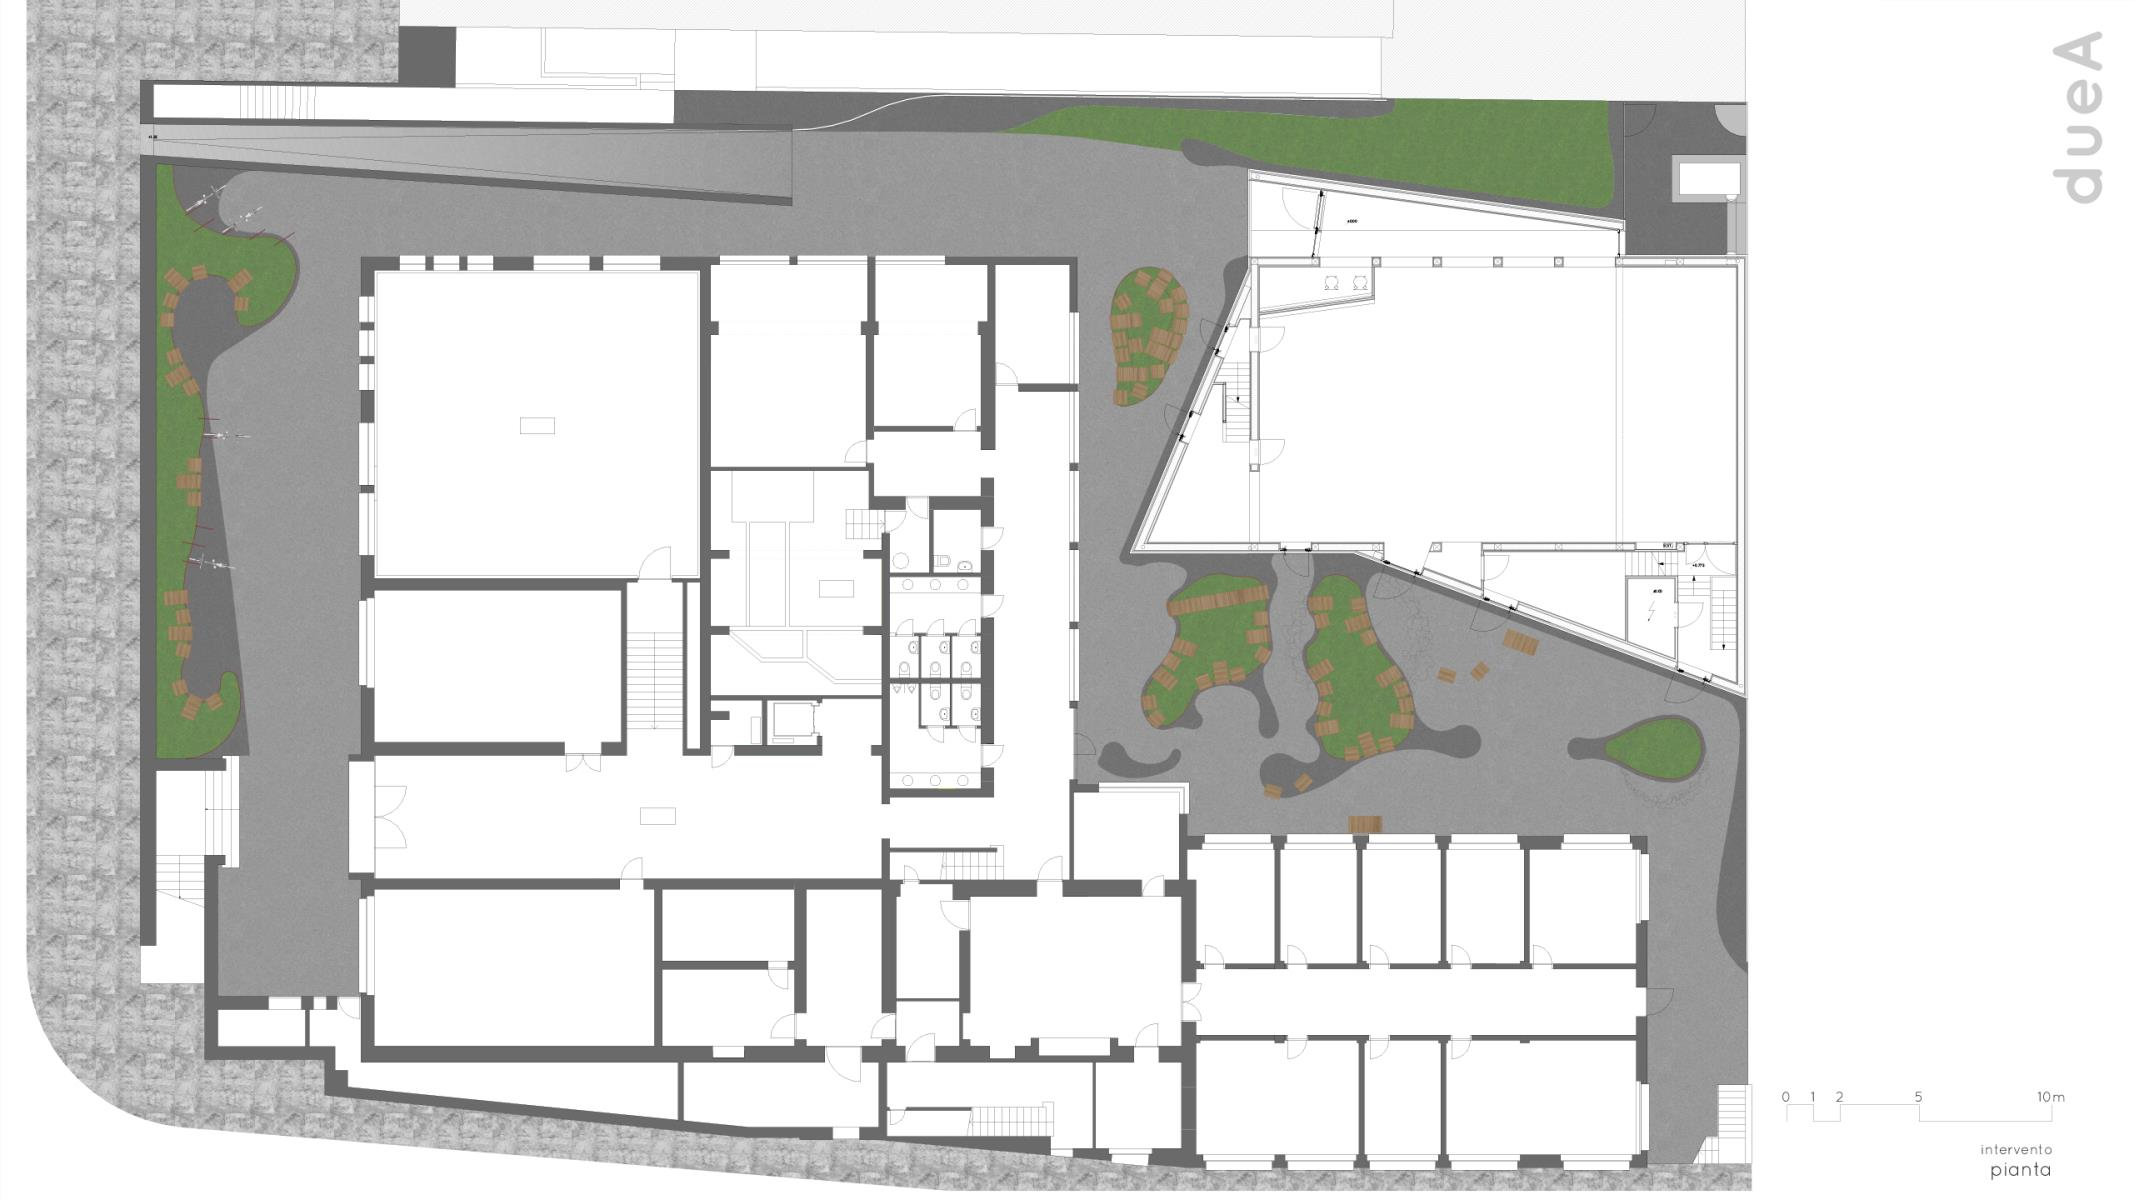 dueA
0 1 2 5 10m
intervento
pianta